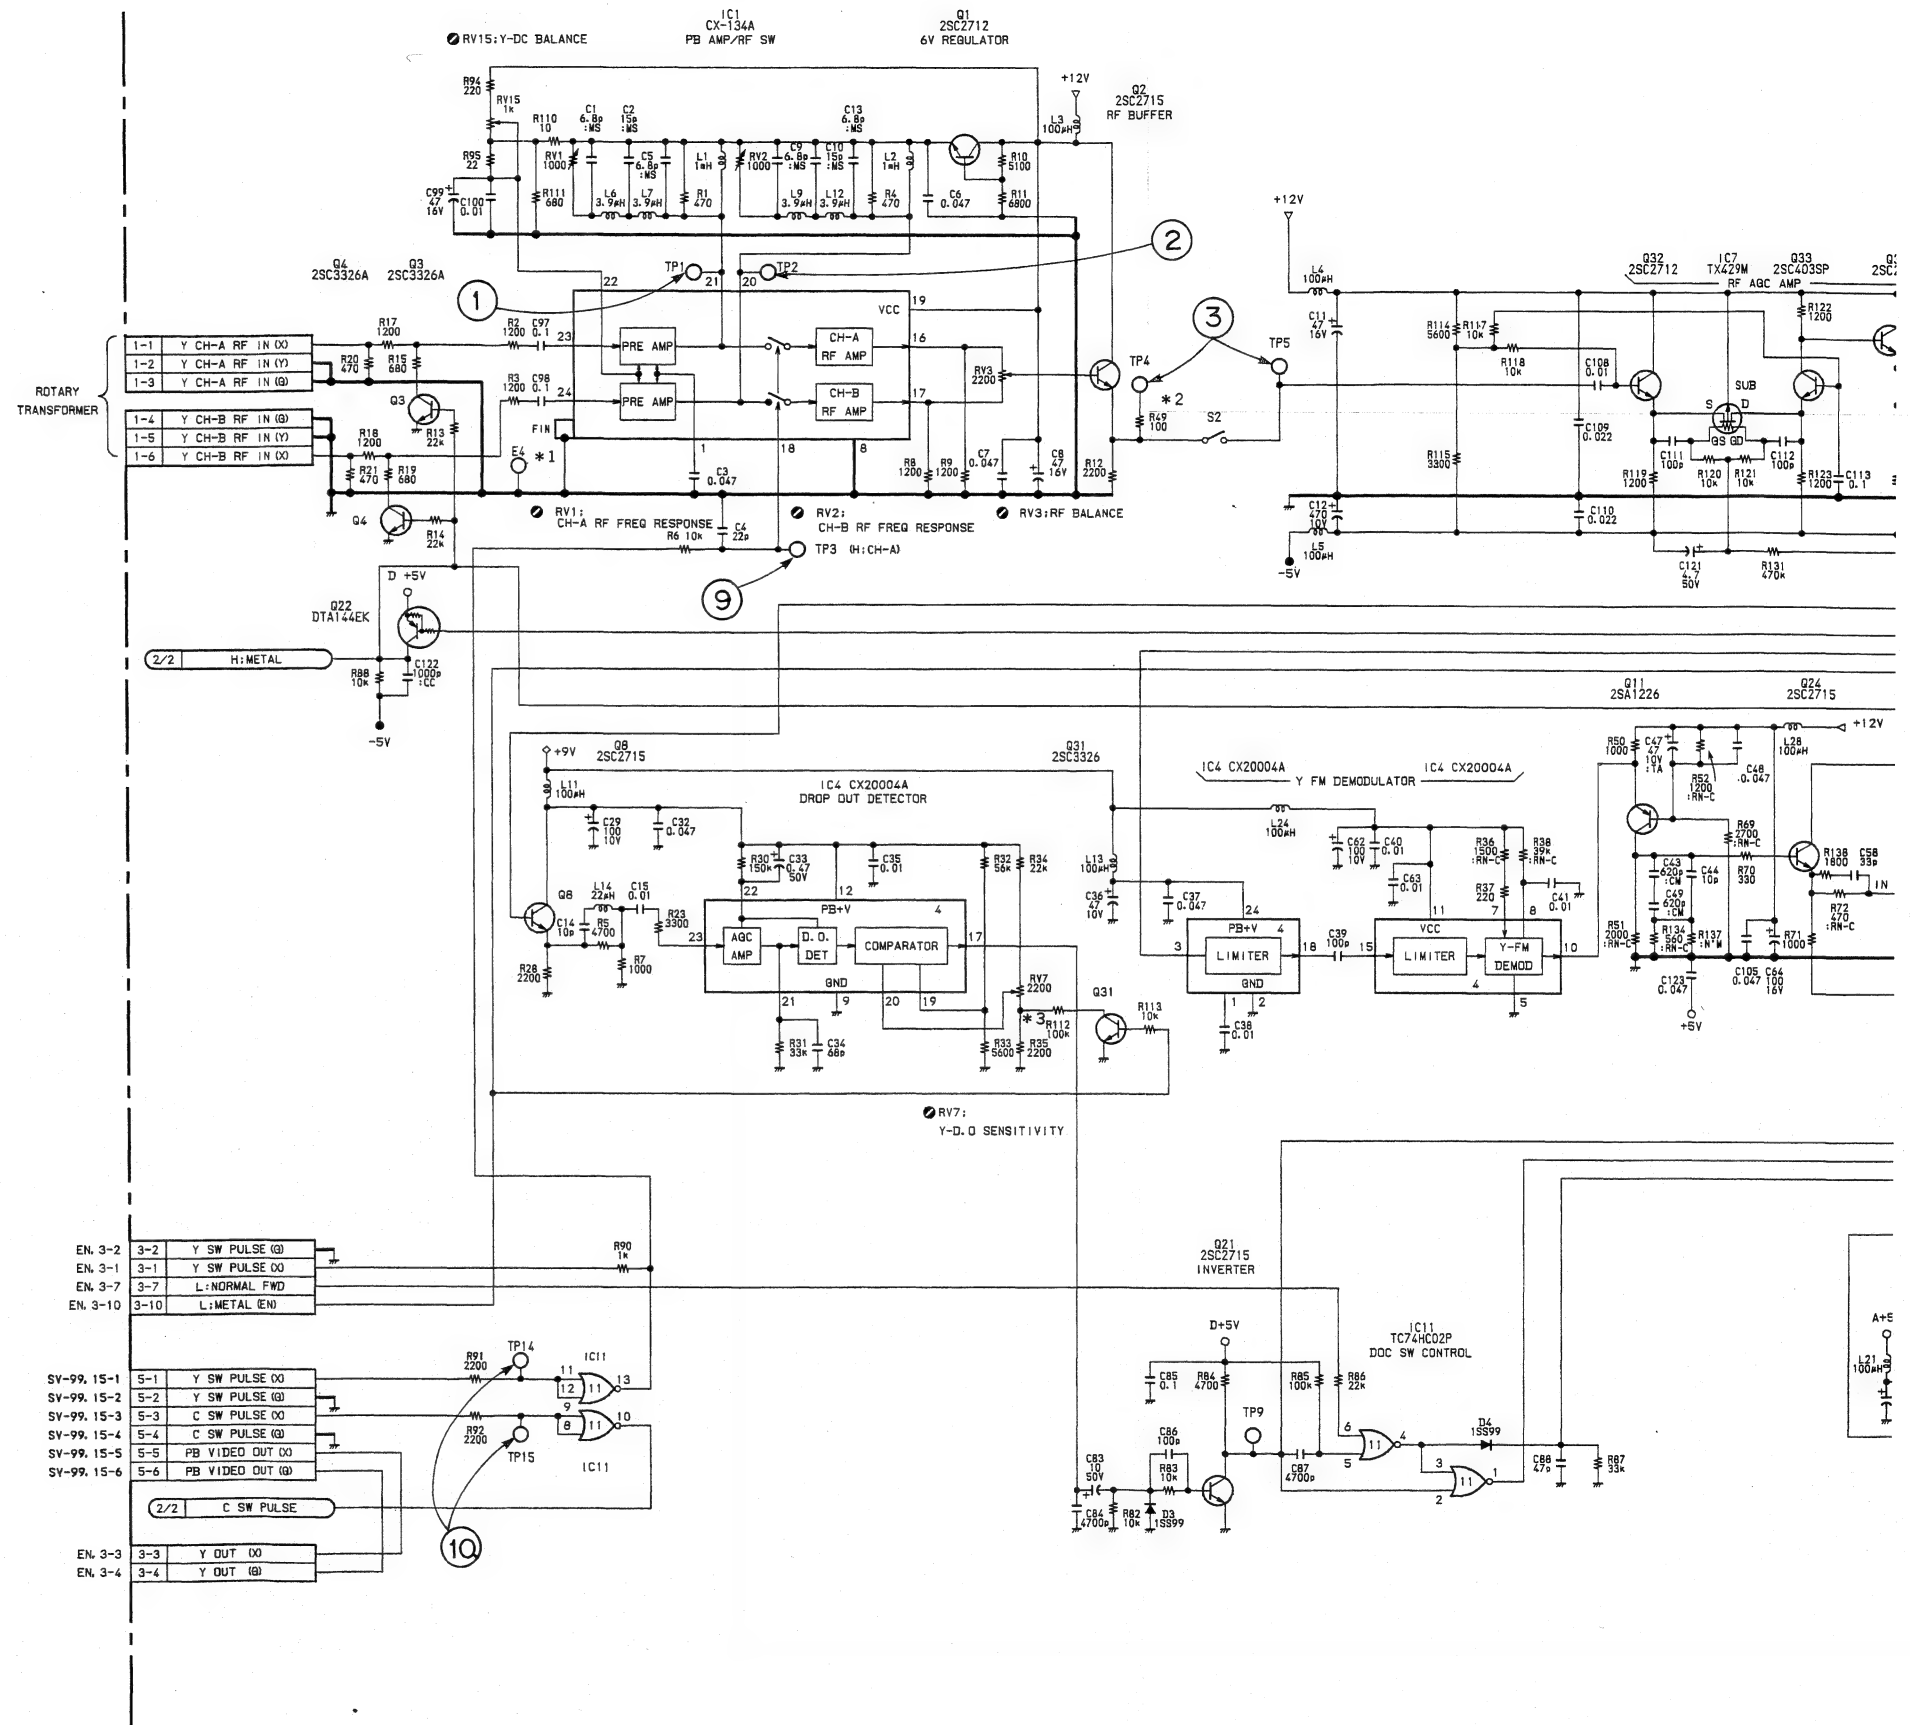 RV15:Y-DC BALANCE
IC1
CX-134A
PB AMP/RF SW
Q1
2SC2712
6V REGULATOR
+12V
Q2
2SC2715
RF BUFFER
R94
220
RV15
1k
R110
10
C1
6.8p
:MS
C2
15p
:MS
C13
6.8p
:MS
L3
100μH
R95
22
RV1
1000
C5
6.8p
:MS
L1
1mH
RV2
1000
C9
6.8p
:MS
C10
15p
:MS
L2
1mH
R10
5100
C99
47
16V
C100
0.01
R111
680
L6
3.9μH
L7
3.9μH
R1
470
L9
3.9μH
L12
3.9μH
R4
470
C6
0.047
R11
6800
+12V
2
Q4
2SC3326A
Q3
2SC3326A
TP1
21
TP2
20
22
1
L4
100μH
Q32
2SC2712
IC7
TX429M
Q33
2SC403SP
RF AGC AMP
VCC
19
3
C11
47
16V
R114
5600
R117
10k
R122
1200
ROTARY
TRANSFORMER
1-1 Y CH-A RF IN (X)
1-2 Y CH-A RF IN (Y)
1-3 Y CH-A RF IN (G)
1-4 Y CH-B RF IN (G)
1-5 Y CH-B RF IN (Y)
1-6 Y CH-B RF IN (X)
R17
1200
R20
470
R15
680
R2
1200
C97
0.1
23
PRE AMP
CH-A
RF AMP
16
RV3
2200
TP4
TP5
R118
10k
C108
0.01
R3
1200
C98
0.1
24
PRE AMP
CH-B
RF AMP
17
*2
SUB
S D
GS GD
Q3
R13
22k
R18
1200
R21
470
R19
680
FIN
E4
*1
1
18
8
R49
100
S2
C109
0.022
C111
100p
C112
100p
R115
3300
R119
1200
R120
10k
R121
10k
R123
1200
C113
0.1
C3
0.047
R8
1200
R9
1200
C7
0.047
C8
47
16V
R12
2200
Q4
R14
22k
RV1:
CH-A RF FREQ RESPONSE
RV2:
CH-B RF FREQ RESPONSE
RV3:RF BALANCE
R6 10k
C4
22p
TP3 (H:CH-A)
C12
470
10V
C110
0.022
L5
100μH
-5V
C121
4.7
50V
R131
470k
9
D +5V
Q22
DTA144EK
2/2 H:METAL
R88
10k
C122
1000p
:CC
-5V
Q11
2SA1226
Q24
2SC2715
+9V
Q8
2SC2715
Q31
2SC3326
IC4 CX20004A
IC4 CX20004A
Y FM DEMODULATOR
L11
100μH
IC4 CX20004A
DROP OUT DETECTOR
R50
1000
C47
47
10V
:TA
R52
1200
:RN-C
C48
0.047
L28
100μH
+12V
C29
100
10V
C32
0.047
L24
100μH
C62
100
10V
C40
0.01
R36
1500
:RN-C
R38
39k
:RN-C
R69
2700
:RN-C
R30
150k
C33
0.47
50V
C35
0.01
R32
56k
R34
22k
L13
100μH
C63
0.01
R37
220
C41
0.01
R138
1800
C58
33p
C43
620p
:CM
C44
10p
R70
330
IN
C49
620p
:CM
R72
470
:RN-C
Q8
L14
22μH
C15
0.01
C14
10p
R5
4700
R23
3300
R7
1000
R28
2200
22
12
PB+V
4
23
AGC
AMP
D.O.
DET
COMPARATOR
17
GND
21
9
20
19
C36
47
10V
C37
0.047
24
3
PB+V
4
LIMITER
GND
1
2
18
C39
100p
15
11
VCC
7
8
LIMITER
Y-FM
DEMOD
10
4
5
R51
2000
:RN-C
R134
560
:RN-C
R137
:N'M
R71
1000
C123
0.047
C105
0.047
C64
100
16V
+5V
R31
33k
C34
68p
R33
5600
RV7
2200
*3
R112
100k
R35
2200
Q31
R113
10k
C38
0.01
RV7:
Y-D.O SENSITIVITY
EN. 3-2 3-2 Y SW PULSE (G)
EN. 3-1 3-1 Y SW PULSE (X)
EN. 3-7 3-7 L:NORMAL FWD
EN. 3-10 3-10 L:METAL (EN)
R90
1k
Q21
2SC2715
INVERTER
A+5
L21
100μH
D+5V
IC11
TC74HC02P
DOC SW CONTROL
SV-99. 15-1 5-1 Y SW PULSE (X)
SV-99. 15-2 5-2 Y SW PULSE (G)
SV-99. 15-3 5-3 C SW PULSE (X)
SV-99. 15-4 5-4 C SW PULSE (G)
SV-99. 15-5 5-5 PB VIDEO OUT (X)
SV-99. 15-6 5-6 PB VIDEO OUT (G)
R91
2200
TP14
IC11
11
12
11
13
9
8
11
10
R92
2200
TP15
IC11
C85
0.1
R84
4700
R85
100k
R86
22k
TP9
6
5
11
4
D4
1SS99
3
2
11
1
C86
100p
R83
10k
C83
10
50V
C87
4700p
C88
47p
R87
33k
C84
4700p
R82
10k
D3
1SS99
2/2 C SW PULSE
10
EN. 3-3 3-3 Y OUT (X)
EN. 3-4 3-4 Y OUT (G)